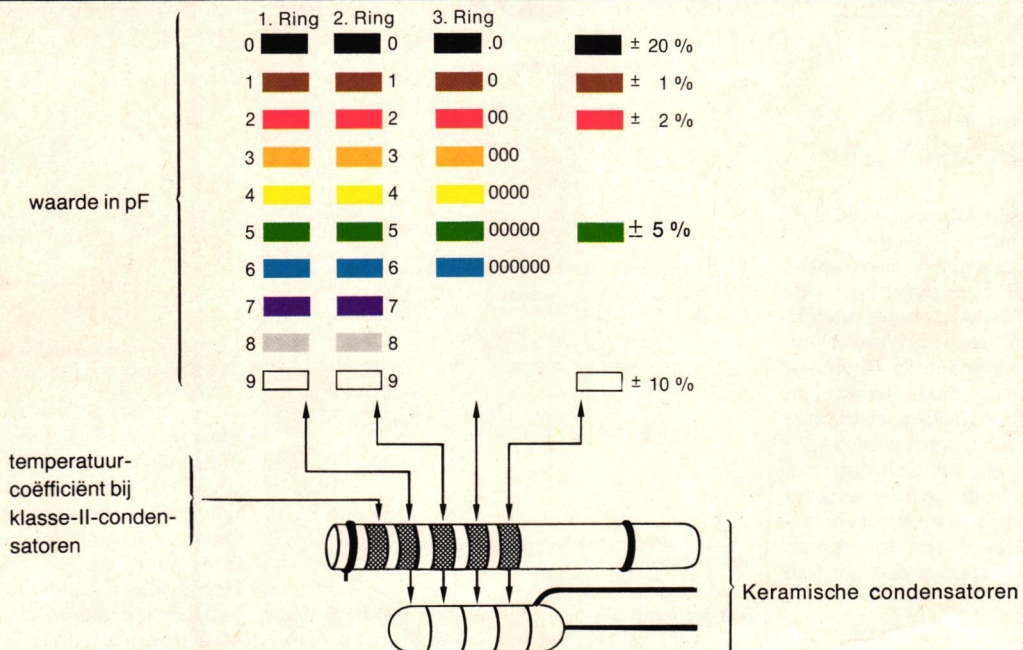 1. Ring 2. Ring 3. Ring
0 0 .0 ± 20 %
1 1 0 ± 1 %
2 2 00 ± 2 %
3 3 000
4 4 0000
waarde in pF
5 5 00000 ± 5 %
6 6 000000
7 7
8 8
9 9 ± 10 %
temperatuur-
coëfficiënt bij
klasse-II-conden-
satoren
Keramische condensatoren